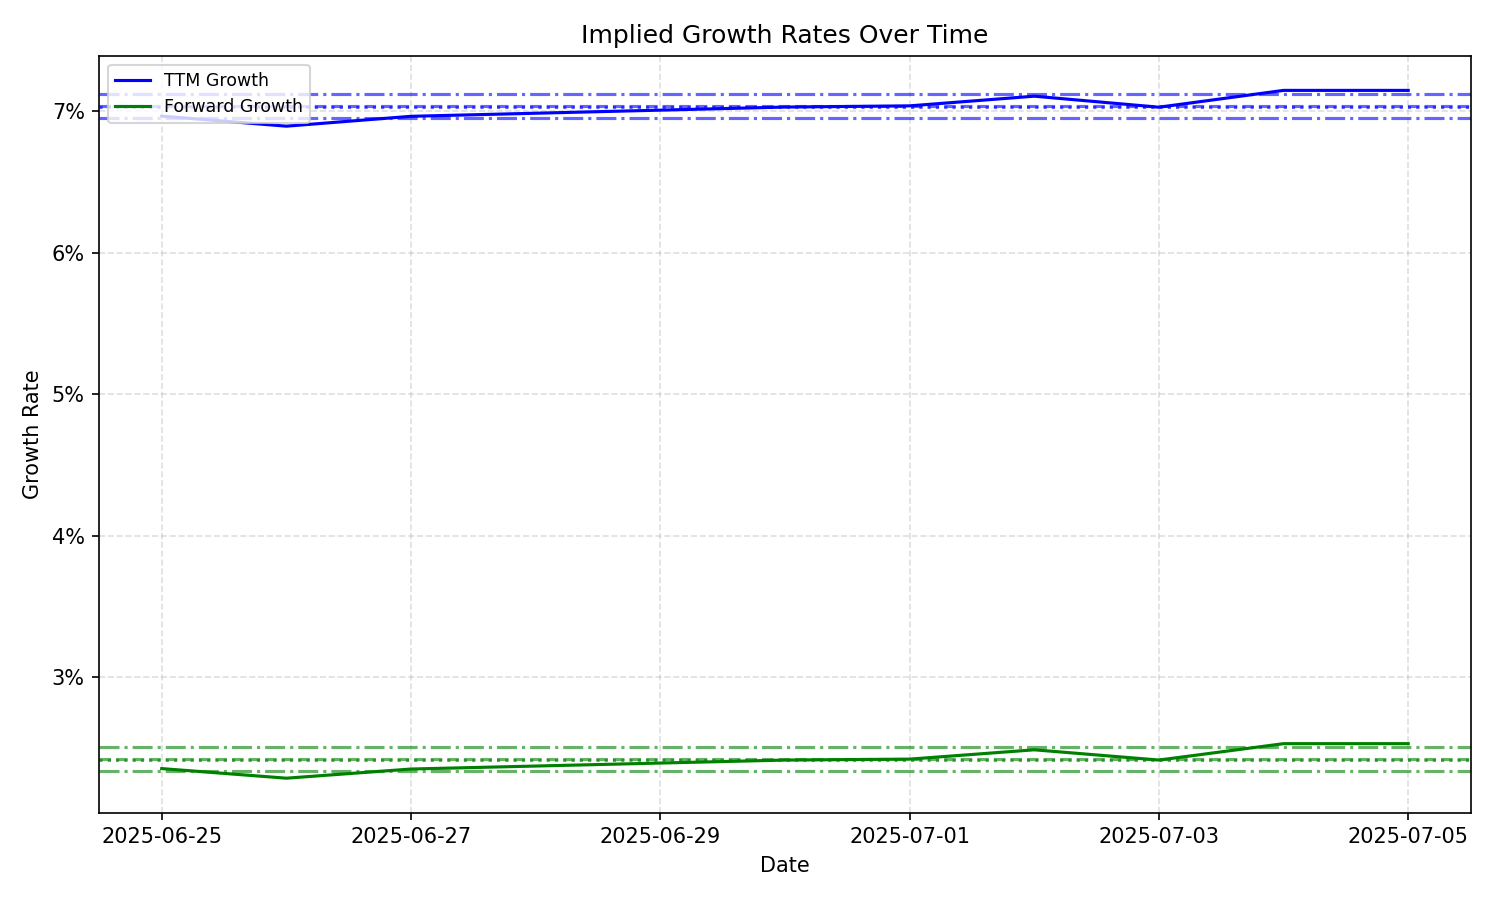 Implied Growth Rates Over Time
TTM Growth
Forward Growth
7%
6%
5%
4%
3%
Growth Rate
2025-06-25
2025-06-27
2025-06-29
2025-07-01
2025-07-03
2025-07-05
Date